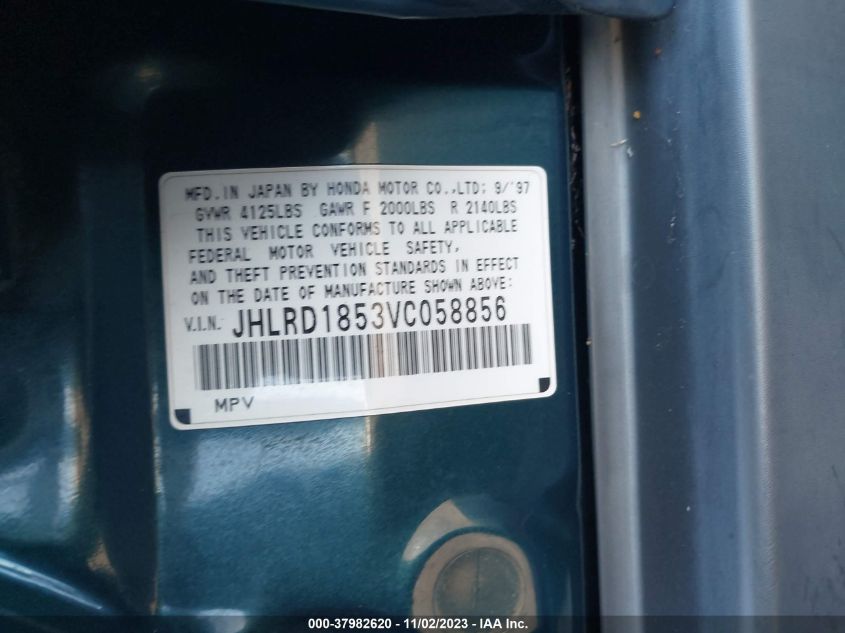 MFD.IN JAPAN BY HONDA MOTOR CO.,LTD; 9/'97
GVWR 4125LBS GAWR F 2000LBS R 2140LBS
THIS VEHICLE CONFORMS TO ALL APPLICABLE
FEDERAL MOTOR VEHICLE SAFETY,
AND THEFT PREVENTION STANDARDS IN EFFECT
ON THE DATE OF MANUFACTURE SHOWN ABOVE:
V.I.N.: JHLRD1853VC058856
MPV
000-37982620 - 11/02/2023 - IAA Inc.